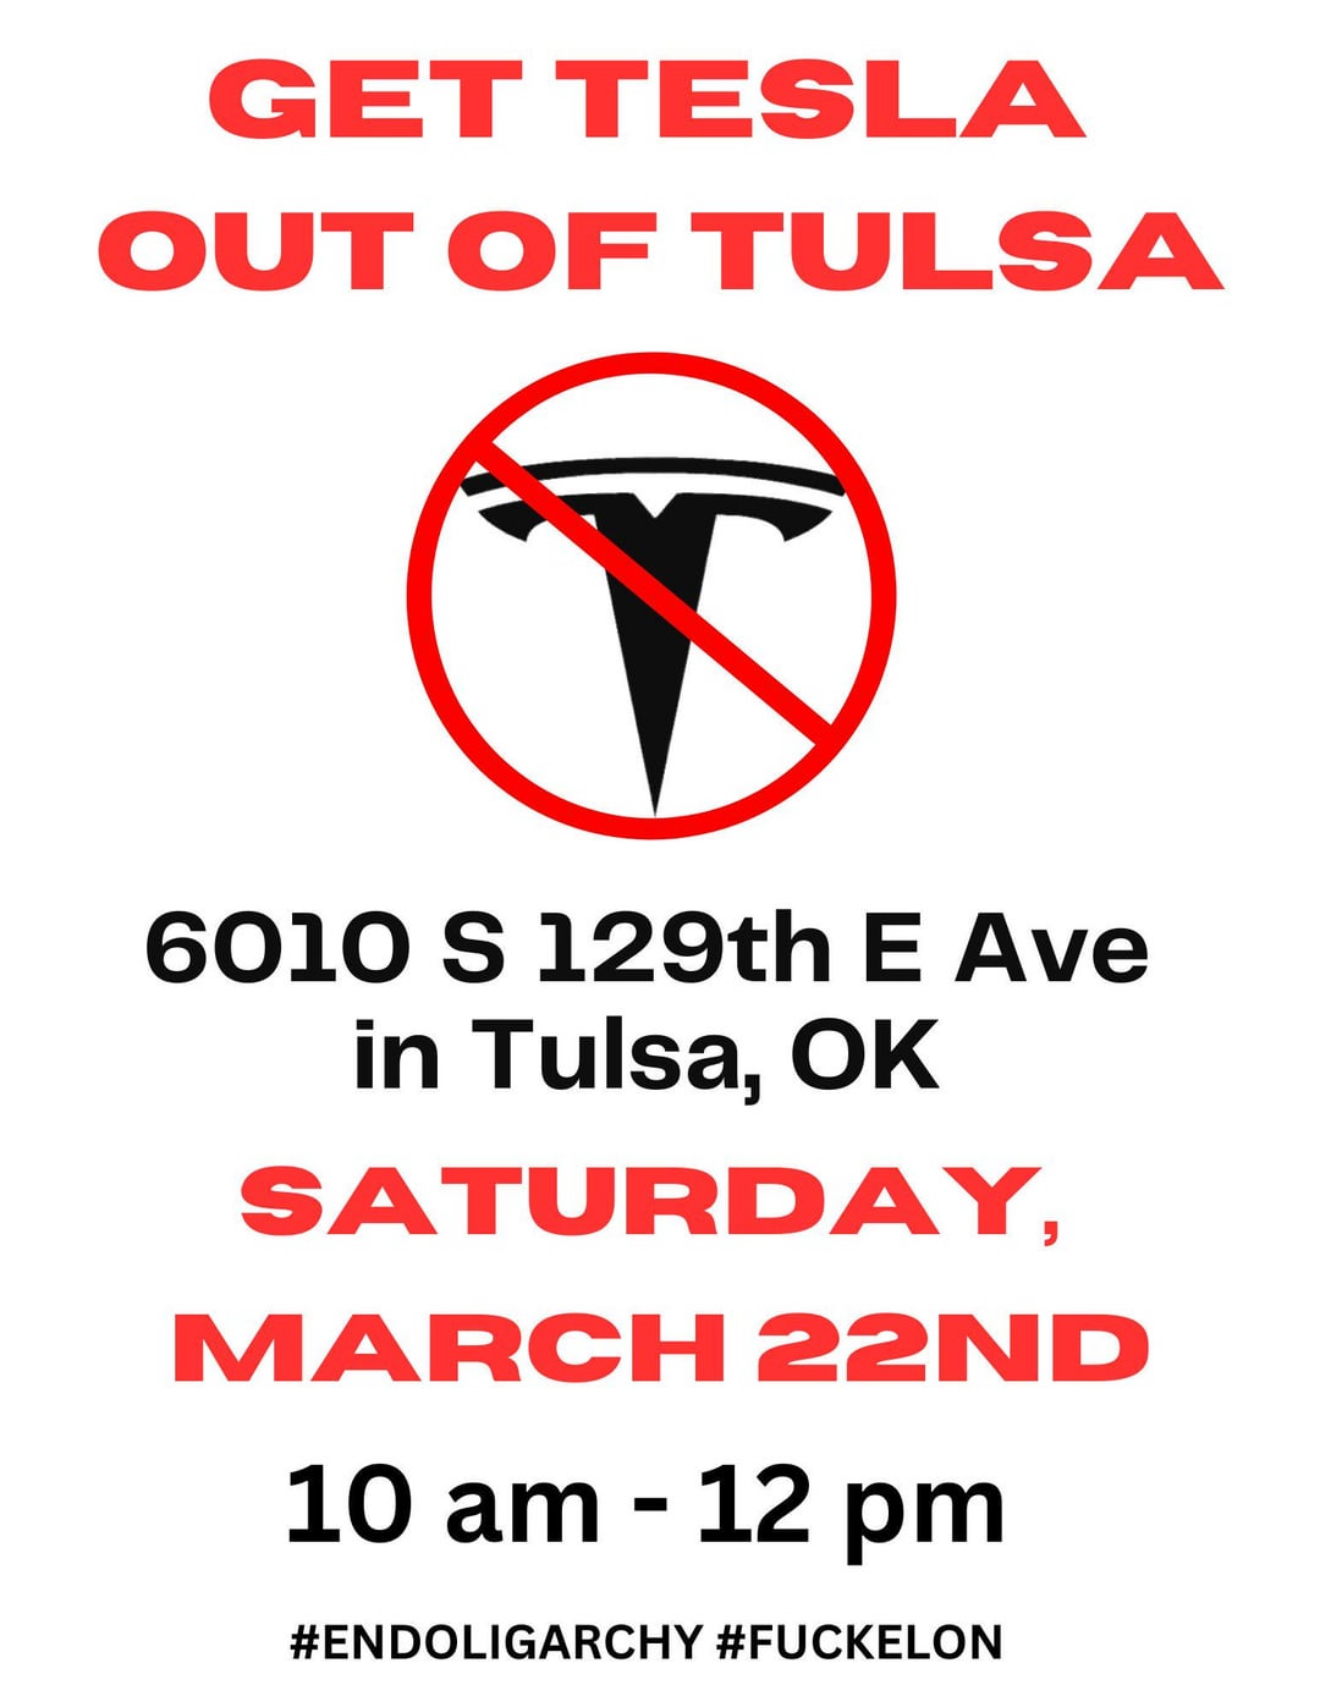 GET TESLA
OUT OF TULSA
6010 S 129th E Ave
in Tulsa, OK
SATURDAY,
MARCH 22ND
10 am - 12 pm
#ENDOLIGARCHY #FUCKELON